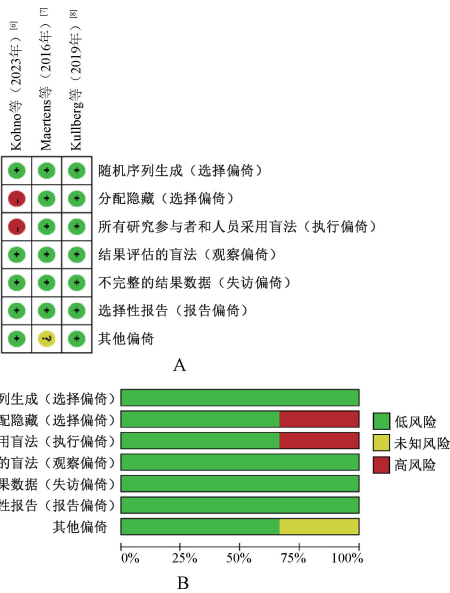 Kohno等（2023年）[6]
Maertens等（2016年）[7]
Kullberg等（2019年）[8]
+ + + 随机序列生成（选择偏倚）
- + + 分配隐藏（选择偏倚）
- + + 所有研究参与者和人员采用盲法（执行偏倚）
+ + + 结果评估的盲法（观察偏倚）
+ + + 不完整的结果数据（失访偏倚）
+ + + 选择性报告（报告偏倚）
+ ? + 其他偏倚
A
列生成（选择偏倚）
配隐藏（选择偏倚）
用盲法（执行偏倚）
的盲法（观察偏倚）
果数据（失访偏倚）
性报告（报告偏倚）
其他偏倚
低风险
未知风险
高风险
0% 25% 50% 75% 100%
B